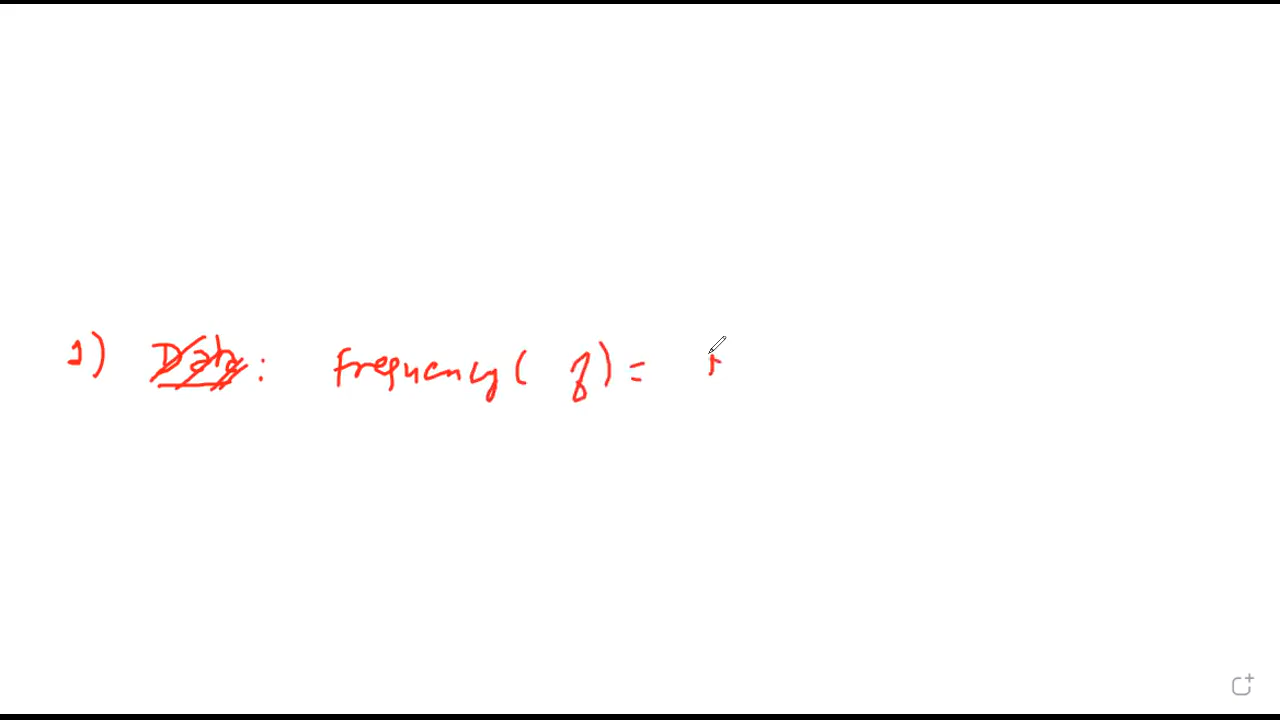 1) Data: Frequency( f) =